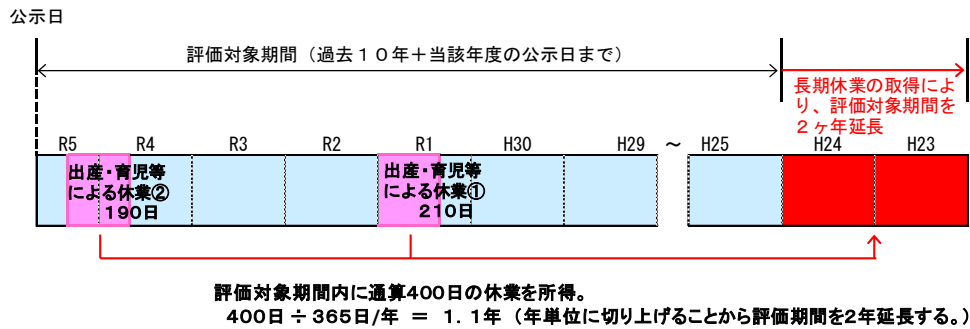 公示日
評価対象期間（過去１０年＋当該年度の公示日まで）
長期休業の取得によ
り、評価対象期間を
２ヶ年延長
R5 R4 R3 R2 R1 H30 H29 ～ H25 H24 H23
出産・育児等
による休業②
190日
出産・育児等
による休業①
210日
評価対象期間内に通算400日の休業を所得。
400日÷365日/年 ＝ 1.1年（年単位に切り上げることから評価期間を2年延長する。）